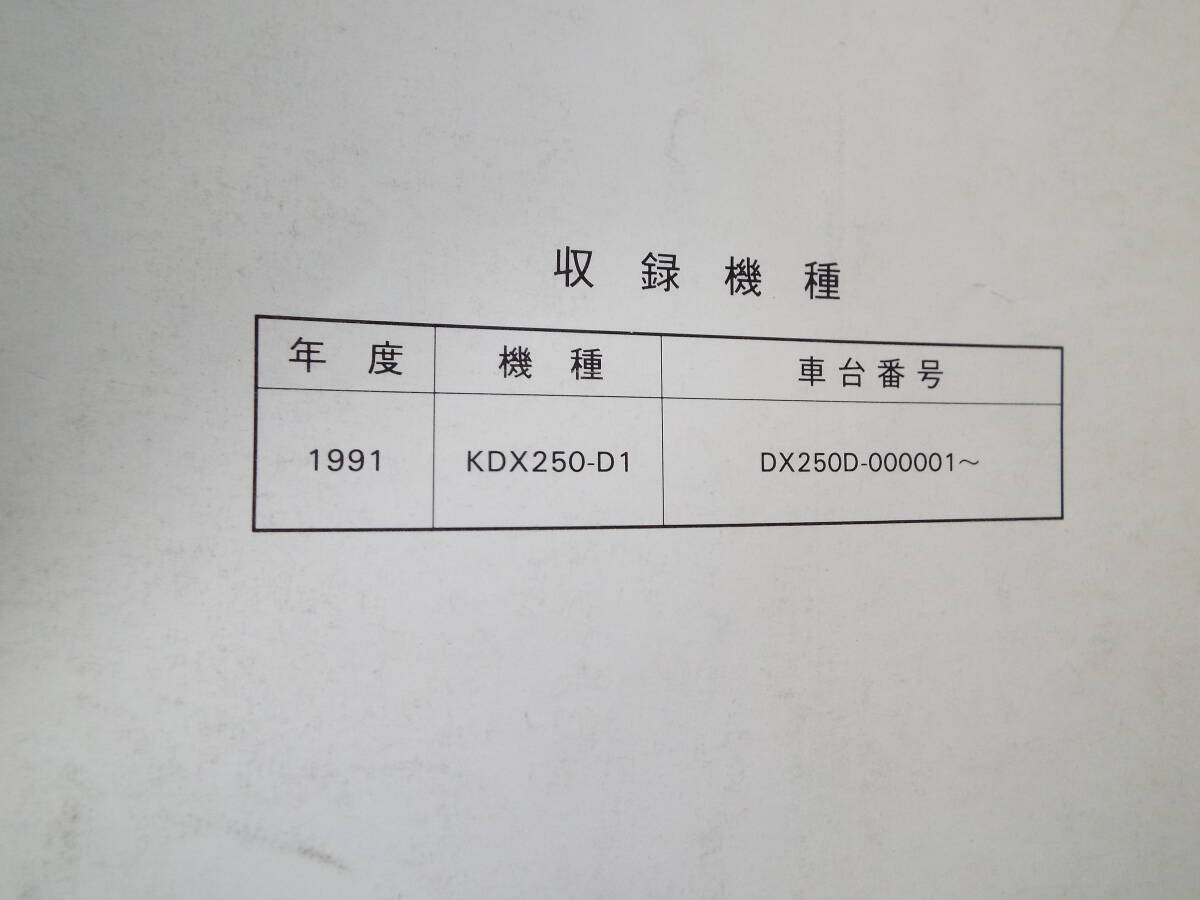 収録機種
年度 機種 車台番号
1991 KDX250-D1 DX250D-000001〜